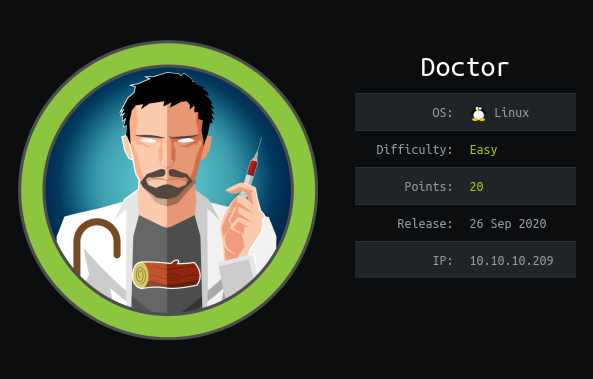 Doctor
OS: Linux
Difficulty: Easy
Points: 20
Release: 26 Sep 2020
IP: 10.10.10.209